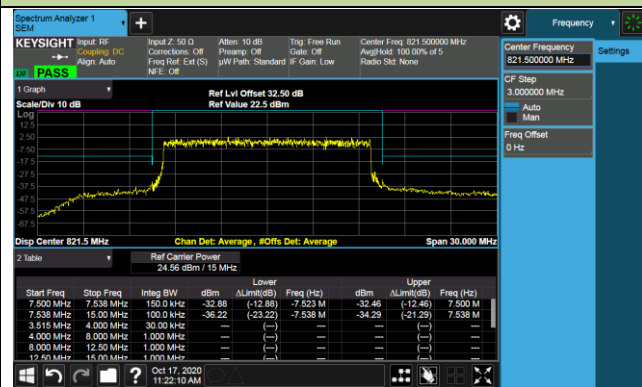 Spectrum Analyzer 1
SEM
+
Frequency
KEYSIGHT
Input: RF
Coupling: DC
Align: Auto
Input Z: 50 Ω
Corrections: Off
Freq Ref: Ext (S)
NFE: Off
Atten: 10 dB
Preamp: Off
µW Path: Standard
Trig: Free Run
Gate: Off
IF Gain: Low
Center Freq: 821.500000 MHz
Avg|Hold: 100.00% of 5
Radio Std: None
PASS
Center Frequency
821.500000 MHz
Settings
CF Step
3.000000 MHz
Auto
Man
Freq Offset
0 Hz
1 Graph
Scale/Div 10 dB
Ref Lvl Offset 32.50 dB
Ref Value 22.5 dBm
Log
12.5
2.50
-7.50
-17.5
-27.5
-37.5
-47.5
-57.5
-67.5
Disp Center 821.5 MHz
Chan Det: Average , #Offs Det: Average
Span 30.000 MHz
2 Table
Ref Carrier Power
24.56 dBm / 15 MHz
Lower Upper
Start Freq Stop Freq Integ BW dBm ΔLimit(dB) Freq (Hz) dBm ΔLimit(dB) Freq (Hz)
7.500 MHz 7.538 MHz 150.0 kHz -32.88 (-12.88) -7.523 M -32.46 (-12.46) 7.500 M
7.538 MHz 15.00 MHz 100.0 kHz -36.22 (-23.22) -7.538 M -34.29 (-21.29) 7.538 M
3.515 MHz 4.000 MHz 30.00 kHz --- (---) --- --- (---) ---
4.000 MHz 8.000 MHz 1.000 MHz --- (---) --- --- (---) ---
8.000 MHz 12.50 MHz 1.000 MHz --- (---) --- --- (---) ---
12.50 MHz 15.00 MHz 1.000 MHz --- (---) --- --- (---) ---
?
Oct 17, 2020
11:22:10 AM